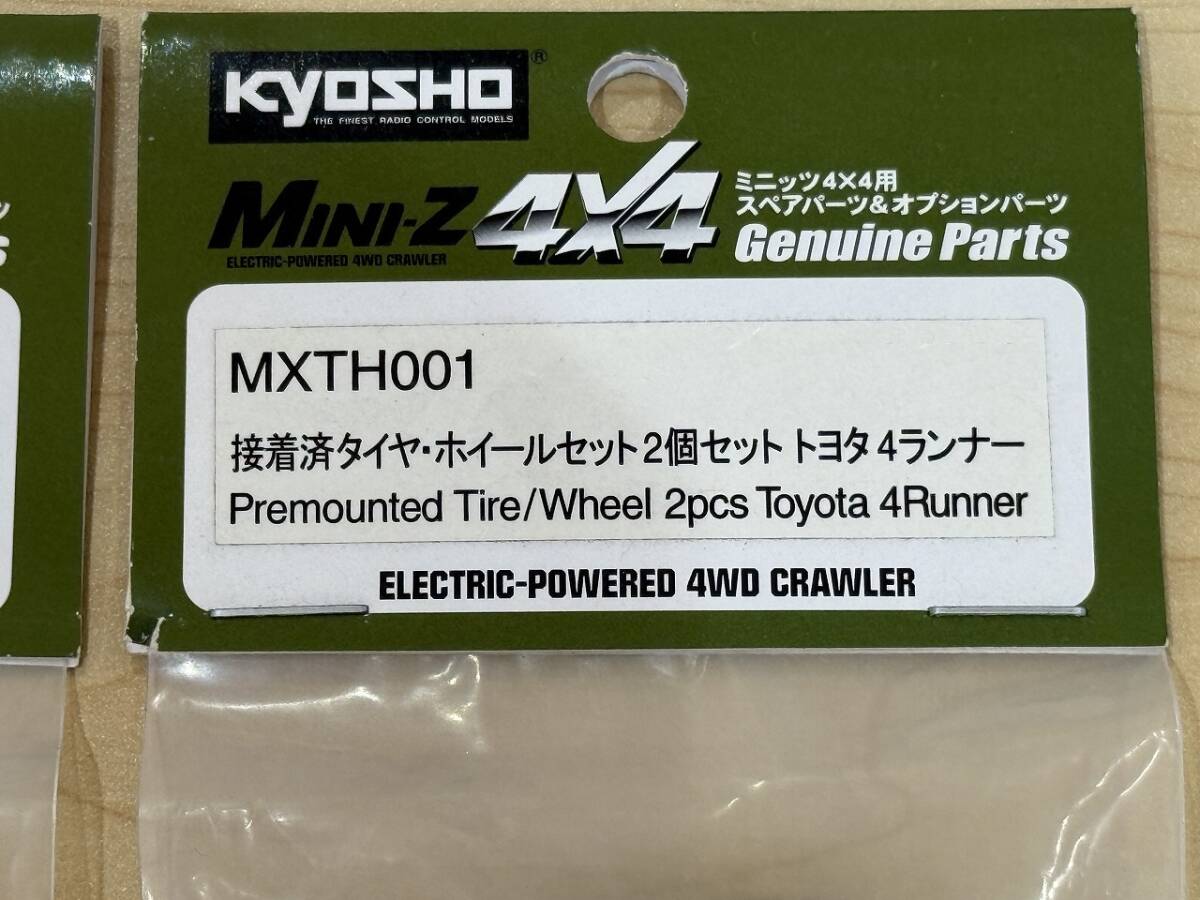 KYOSHO®
THE FINEST RADIO CONTROL MODELS
MINI-Z 4×4
ELECTRIC-POWERED 4WD CRAWLER
ミニッツ4×4用
スペアパーツ&オプションパーツ
Genuine Parts
MXTH001
接着済タイヤ・ホイールセット2個セット トヨタ 4ランナー
Premounted Tire/Wheel 2pcs Toyota 4Runner
ELECTRIC-POWERED 4WD CRAWLER